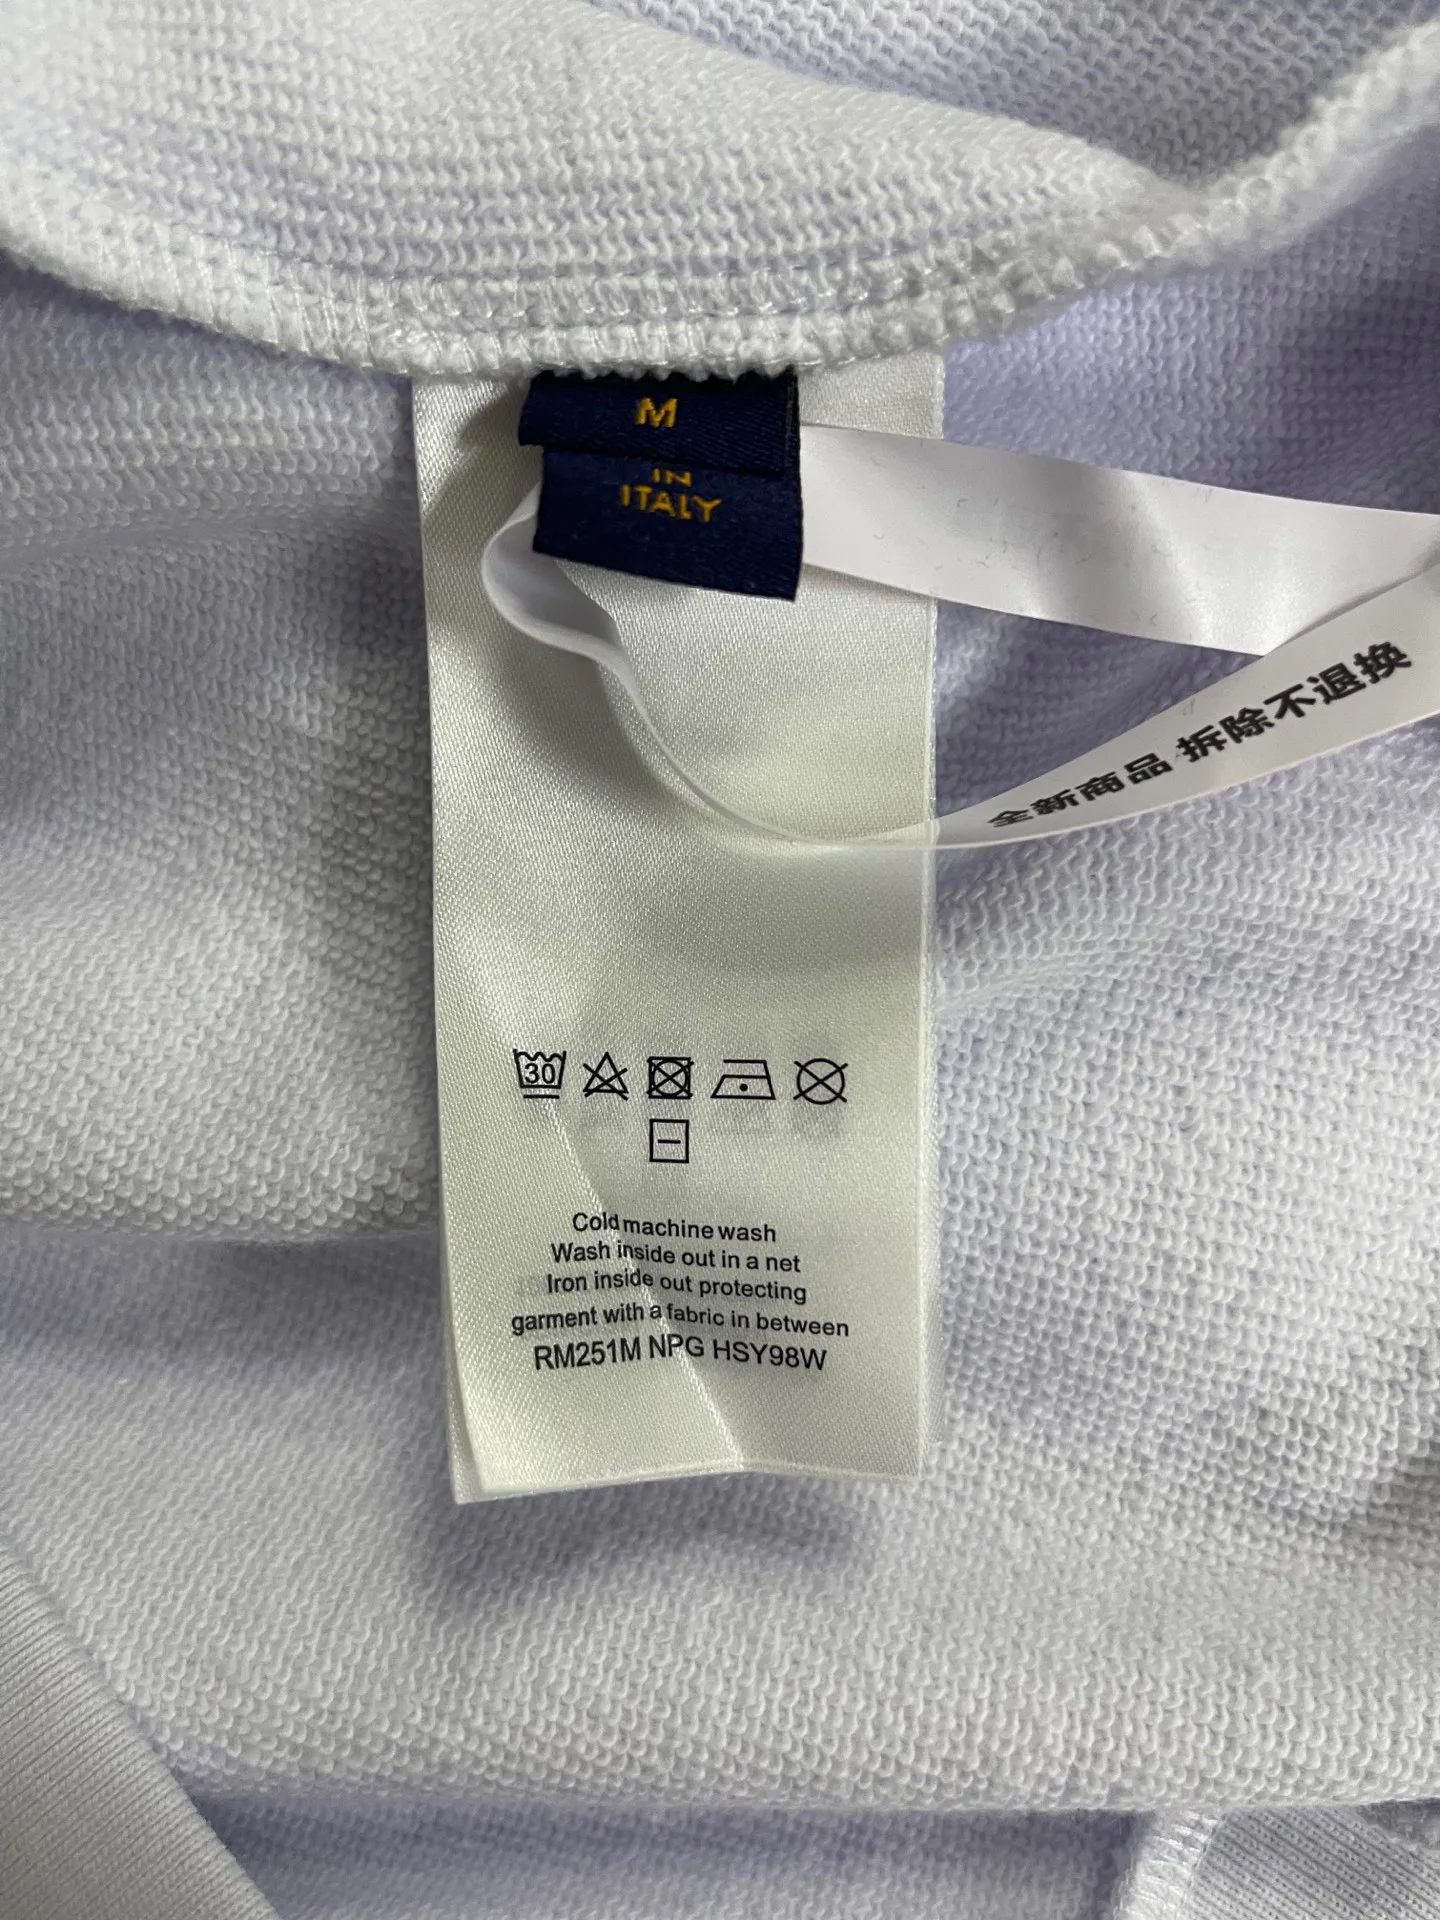 M
IN
ITALY
全新商品 拆除不退换
30
Cold machine wash
Wash inside out in a net
Iron inside out protecting
garment with a fabric in between
RM251M NPG HSY98W